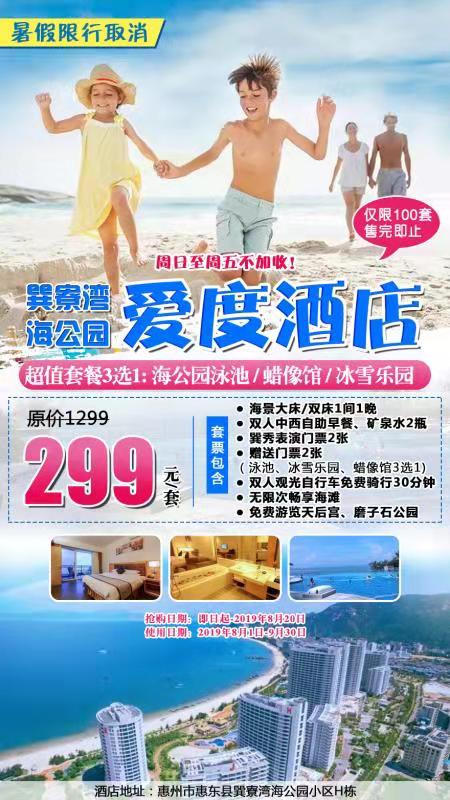 暑假限行取消
仅限100套
售完即止
周日至周五不加收！
巽寮湾
海公园
爱度酒店
超值套餐3选1：海公园泳池/蜡像馆/冰雪乐园
原价1299
299元/套
套票包含
海景大床/双床1间1晚
双人中西自助早餐、矿泉水2瓶
巽秀表演门票2张
赠送门票2张
（泳池、冰雪乐园、蜡像馆3选1）
双人观光自行车免费骑行30分钟
无限次畅享海滩
免费游览天后宫、磨子石公园
抢购日期：即日起-2019年8月20日
使用日期：2019年8月1日-9月30日
酒店地址：惠州市惠东县巽寮湾海公园小区H栋